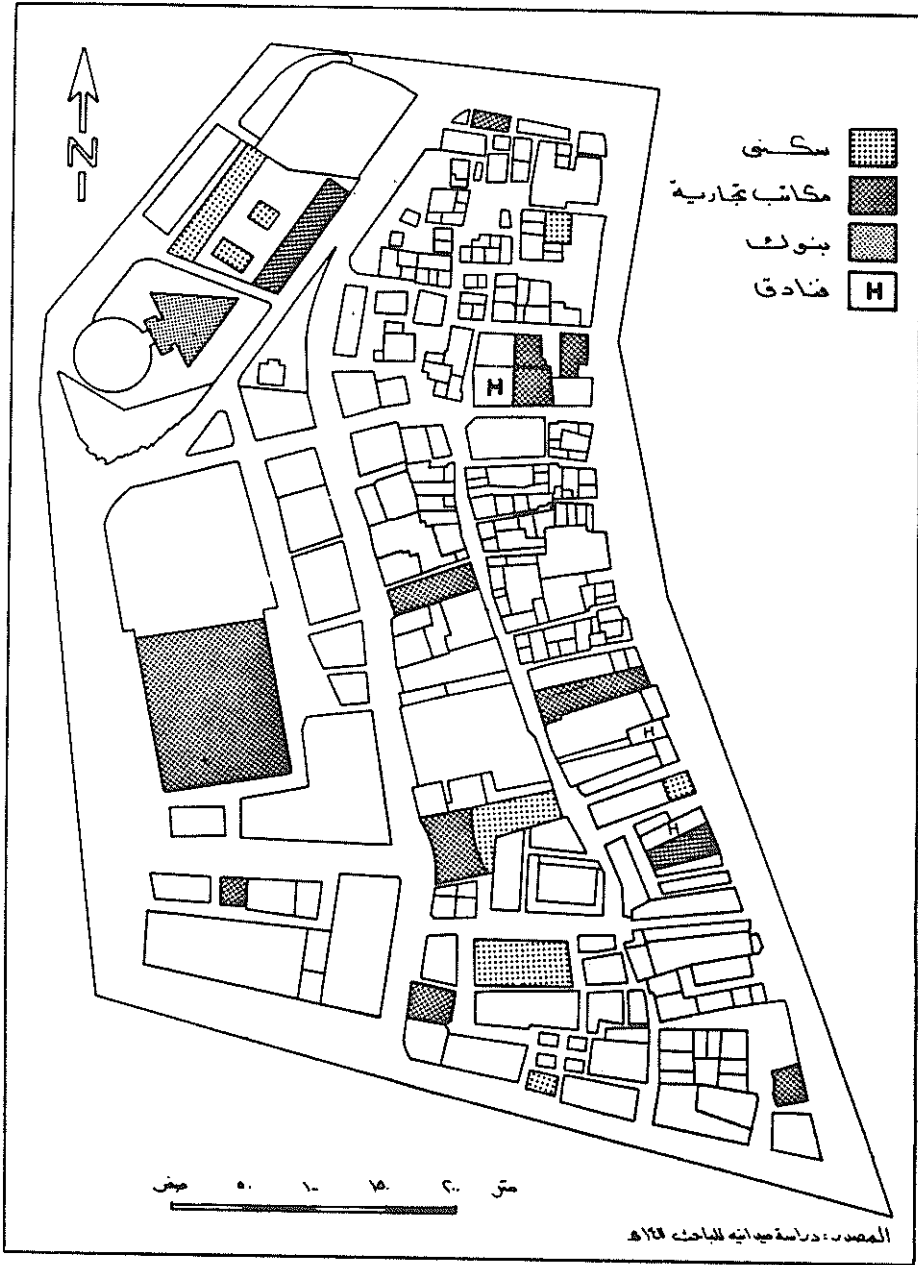 N
سكنى
مكاتب تجارية
بنوك
H فنادق
H
H
H
صفر ٥٠ ١٠٠ ١٥٠ ٢٠٠ متر
المصدر: دراسة ميدانية للباحث